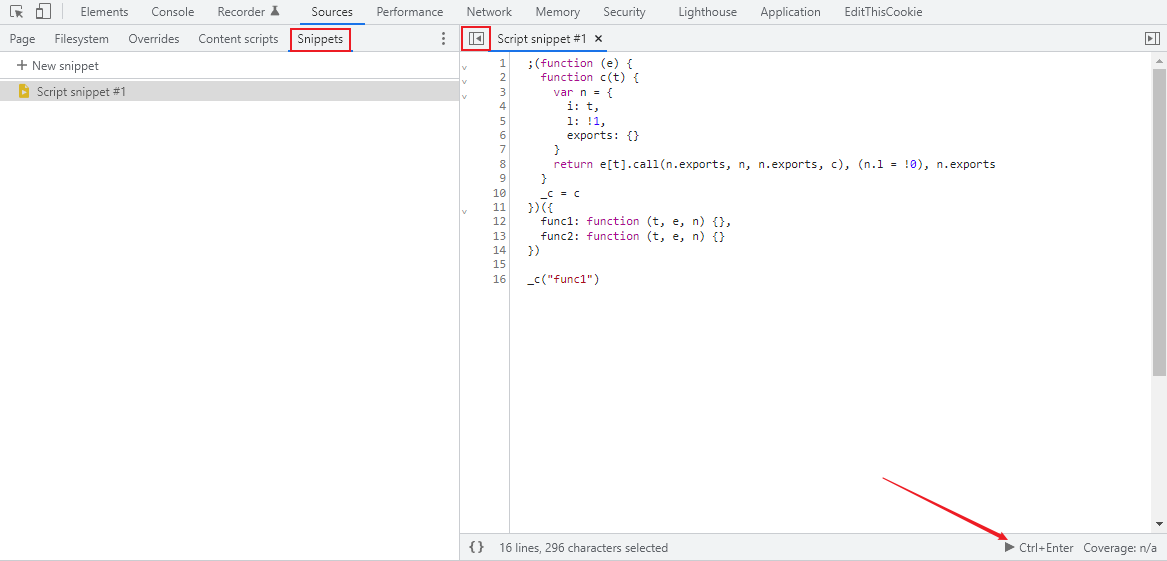 Elements Console Recorder Sources Performance Network Memory Security Lighthouse Application EditThisCookie
Page Filesystem Overrides Content scripts Snippets
Script snippet #1 ×
+ New snippet
Script snippet #1
1 ;(function (e) {
2   function c(t) {
3     var n = {
4       i: t,
5       l: !1,
6       exports: {}
7     }
8     return e[t].call(n.exports, n, n.exports, c), (n.l = !0), n.exports
9   }
10   _c = c
11 })({
12   func1: function (t, e, n) {},
13   func2: function (t, e, n) {}
14 })
15
16 _c("func1")
{} 16 lines, 296 characters selected
Ctrl+Enter Coverage: n/a